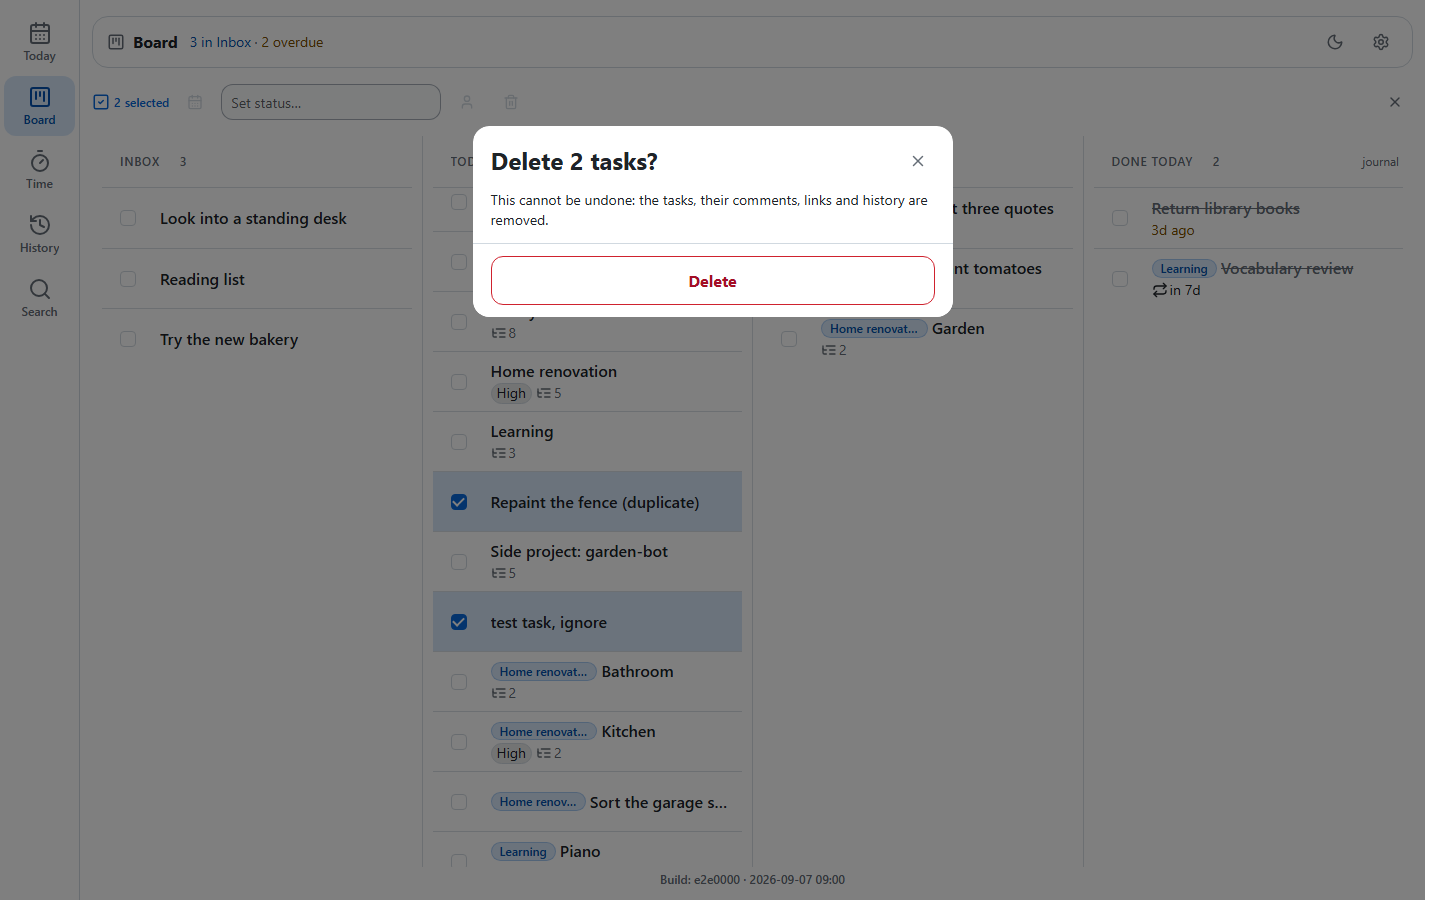 Today
Board
Time
History
Search
Board 3 in Inbox · 2 overdue
2 selected
Set status...
INBOX 3
Look into a standing desk
Reading list
Try the new bakery
Delete 2 tasks?
This cannot be undone: the tasks, their comments, links and history are
removed.
Delete
8
Home renovation
High 5
Learning
3
Repaint the fence (duplicate)
Side project: garden-bot
5
test task, ignore
Home renovat... Bathroom
2
Home renovat... Kitchen
High 2
Home renov... Sort the garage s...
Learning Piano
three quotes
tomatoes
Home renovat... Garden
2
DONE TODAY 2 journal
Return library books
3d ago
Learning Vocabulary review
in 7d
Build: e2e0000 · 2026-09-07 09:00